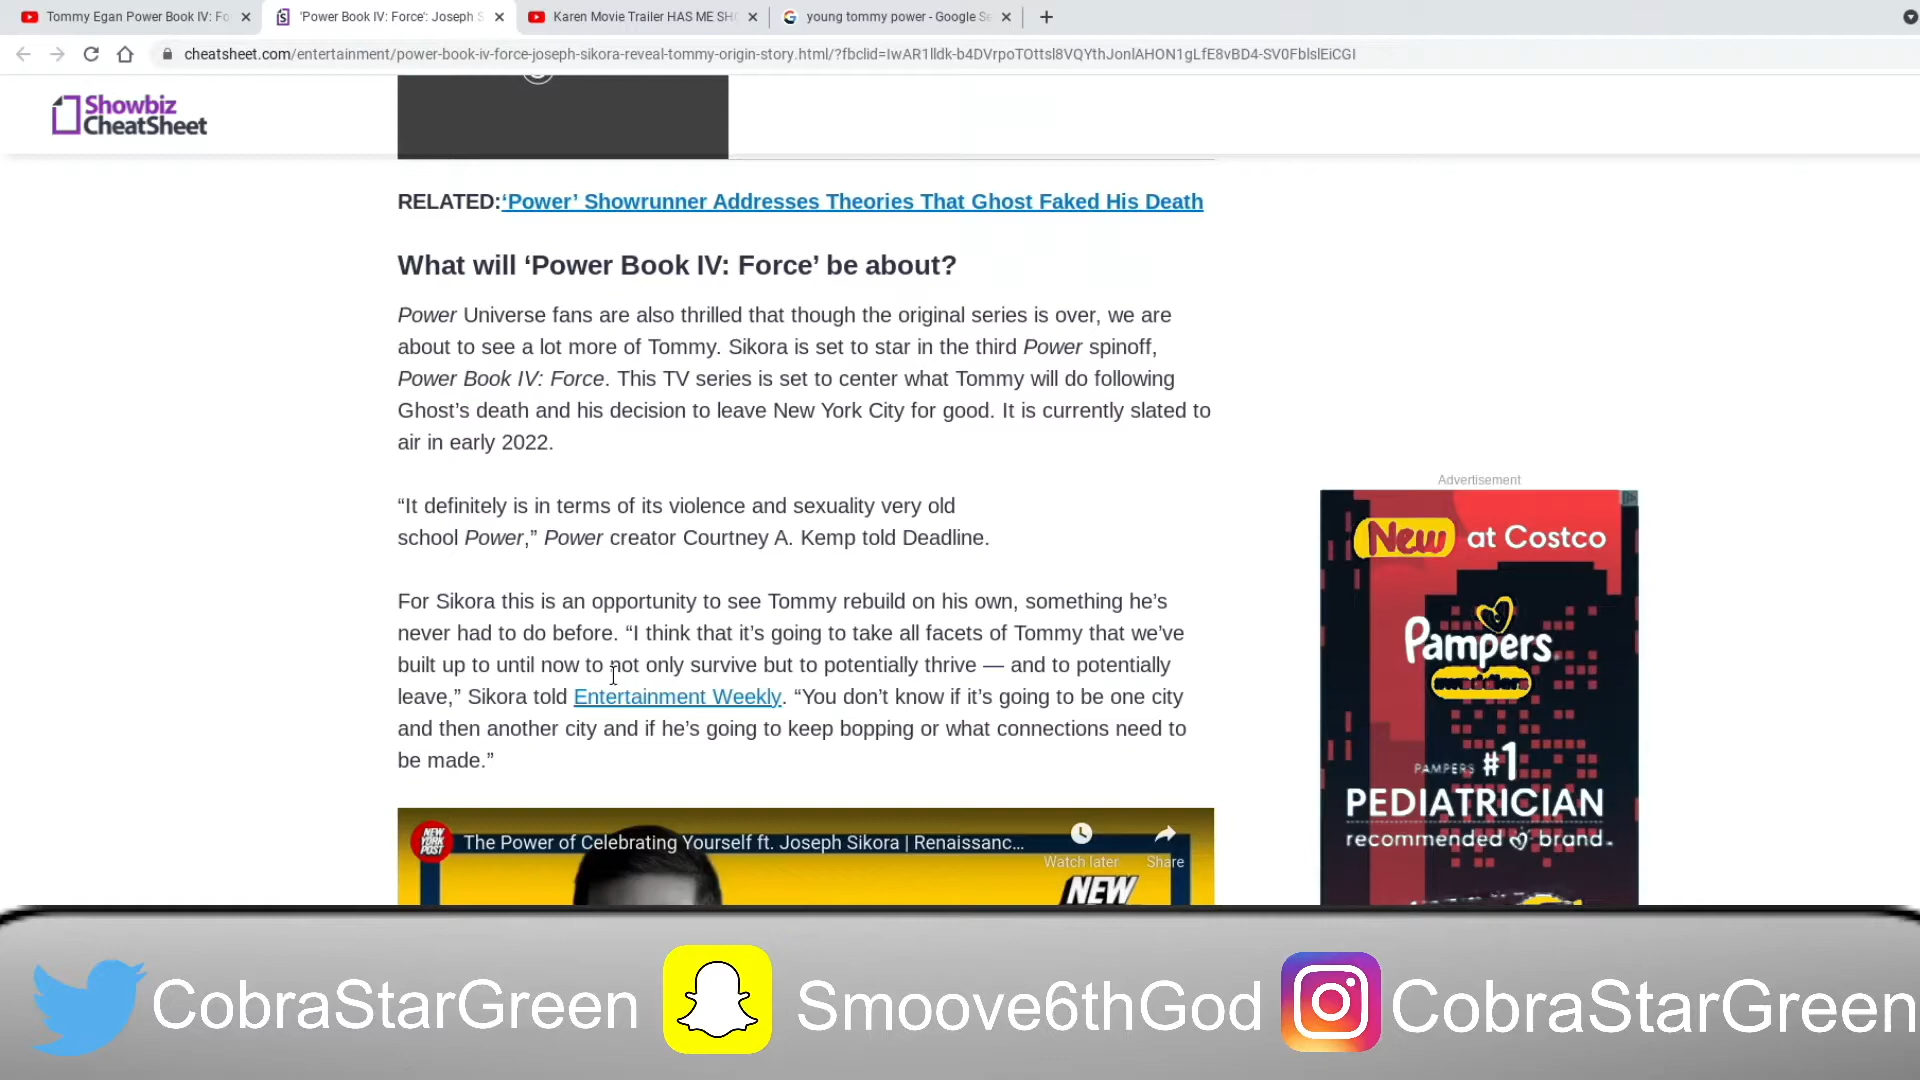 Tommy Egan Power Book IV: Fo
'Power Book IV: Force': Joseph S
Karen Movie Trailer HAS ME SH
young tommy power - Google Se
cheatsheet.com/entertainment/power-book-iv-force-joseph-sikora-reveal-tommy-origin-story.html/?fbclid=IwAR1lldk-b4DVrpoTOttsl8VQYthJonlAHON1gLfE8vBD4-SV0FblslEiCGI
Showbiz
CheatSheet
RELATED:‘Power’ Showrunner Addresses Theories That Ghost Faked His Death
What will ‘Power Book IV: Force’ be about?
Power Universe fans are also thrilled that though the original series is over, we are
about to see a lot more of Tommy. Sikora is set to star in the third Power spinoff,
Power Book IV: Force. This TV series is set to center what Tommy will do following
Ghost’s death and his decision to leave New York City for good. It is currently slated to
air in early 2022.
“It definitely is in terms of its violence and sexuality very old
school Power,” Power creator Courtney A. Kemp told Deadline.
For Sikora this is an opportunity to see Tommy rebuild on his own, something he’s
never had to do before. “I think that it’s going to take all facets of Tommy that we’ve
built up to until now to not only survive but to potentially thrive — and to potentially
leave,” Sikora told Entertainment Weekly. “You don’t know if it’s going to be one city
and then another city and if he’s going to keep bopping or what connections need to
be made.”
NEW YORK POST
The Power of Celebrating Yourself ft. Joseph Sikora | Renaissanc...
Watch later
Share
NEW
Advertisement
New at Costco
Pampers
swaddlers
PAMPERS #1
PEDIATRICIAN
recommended brand.
CobraStarGreen
Smoove6thGod
CobraStarGreen